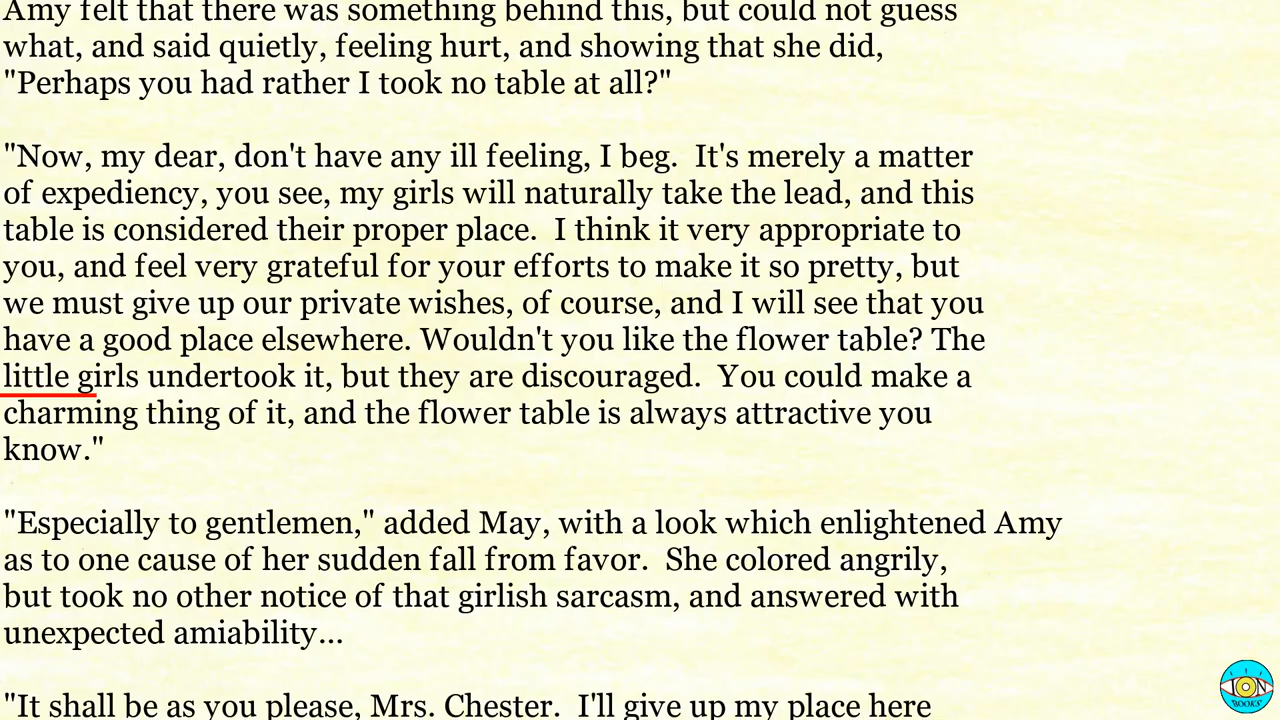 Amy felt that there was something behind this, but could not guess
what, and said quietly, feeling hurt, and showing that she did,
"Perhaps you had rather I took no table at all?"
"Now, my dear, don't have any ill feeling, I beg.  It's merely a matter
of expediency, you see, my girls will naturally take the lead, and this
table is considered their proper place.  I think it very appropriate to
you, and feel very grateful for your efforts to make it so pretty, but
we must give up our private wishes, of course, and I will see that you
have a good place elsewhere. Wouldn't you like the flower table? The
little girls undertook it, but they are discouraged.  You could make a
charming thing of it, and the flower table is always attractive you
know."
"Especially to gentlemen," added May, with a look which enlightened Amy
as to one cause of her sudden fall from favor.  She colored angrily,
but took no other notice of that girlish sarcasm, and answered with
unexpected amiability...
"It shall be as you please, Mrs. Chester.  I'll give up my place here
ION
BOOKS